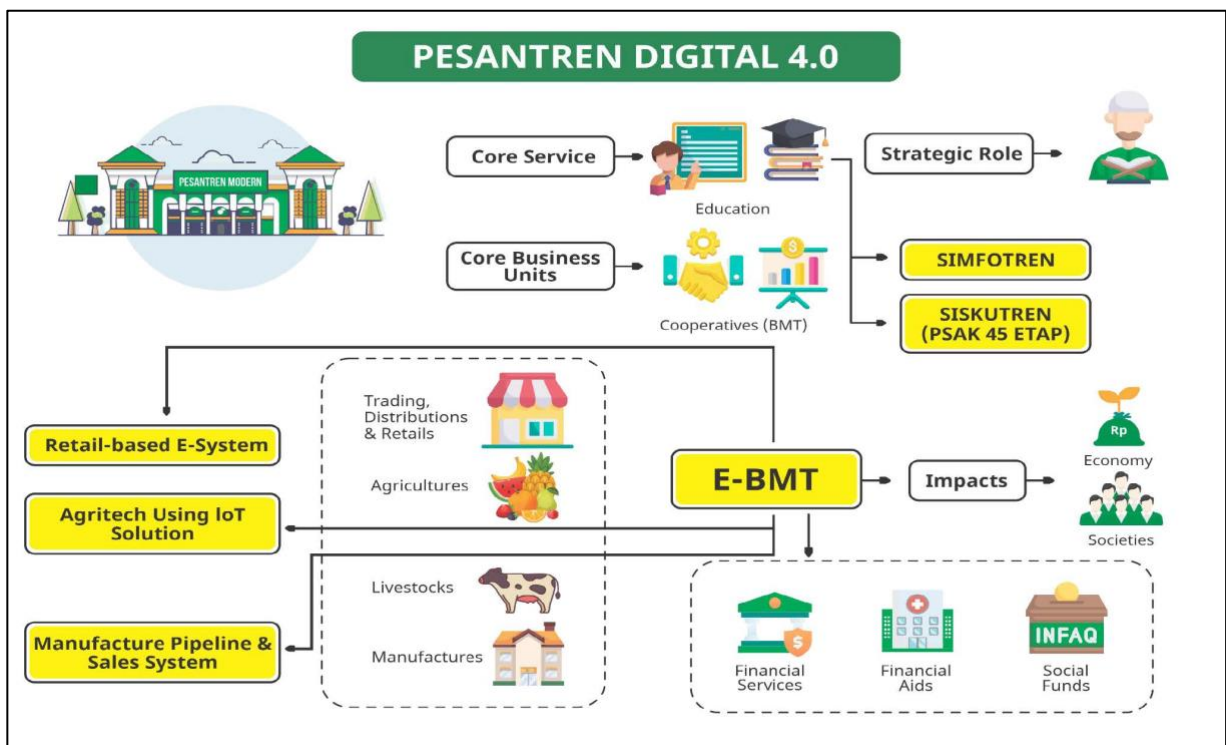 PESANTREN DIGITAL 4.0
PESANTREN MODERN
Core Service
Education
Strategic Role
Core Business
Units
Cooperatives (BMT)
SIMFOTREN
SISKUTREN
(PSAK 45 ETAP)
Retail-based E-System
Agritech Using IoT
Solution
Manufacture Pipeline &
Sales System
Trading,
Distributions
& Retails
Agricultures
Livestocks
Manufactures
E-BMT
Impacts
Rp
Economy
Societies
Financial
Services
Financial
Aids
INFAQ
Social
Funds